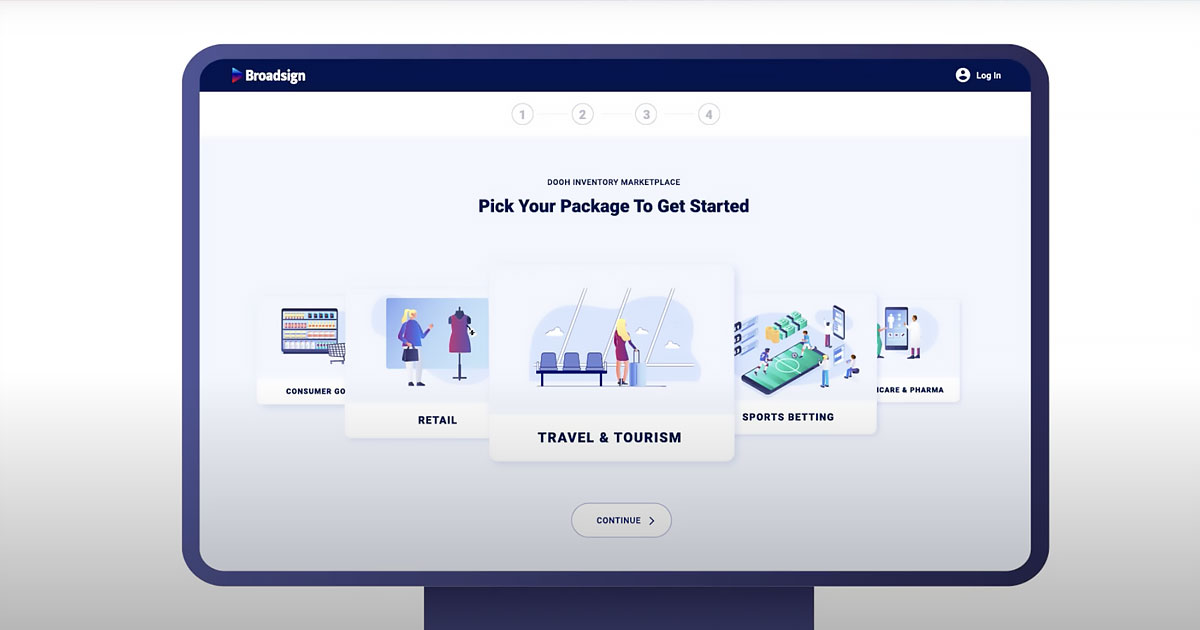 Broadsign
Log In
1 2 3 4
DOOH INVENTORY MARKETPLACE
Pick Your Package To Get Started
CONSUMER GO
RETAIL
TRAVEL & TOURISM
SPORTS BETTING
ICARE & PHARMA
CONTINUE